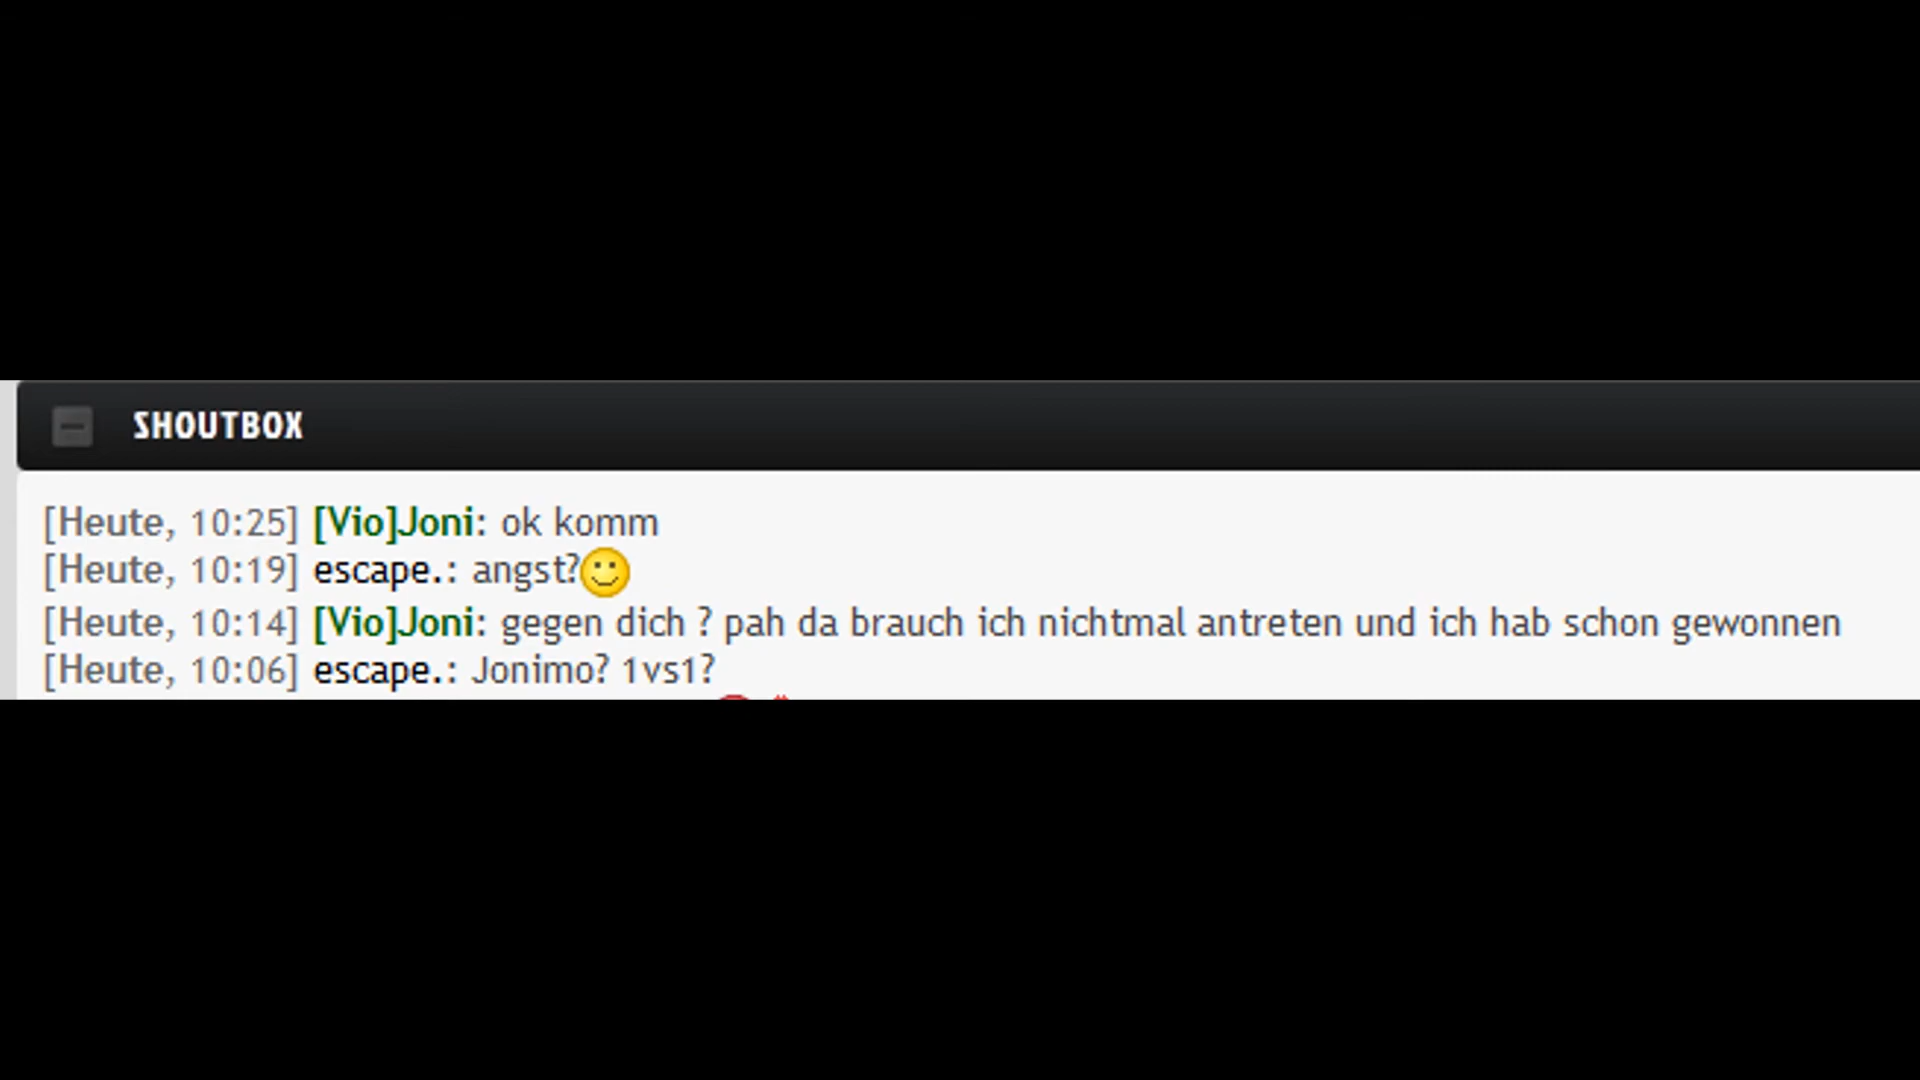 SHOUTBOX
[Heute, 10:25] [Vio]Joni: ok komm
[Heute, 10:19] escape.: angst?
[Heute, 10:14] [Vio]Joni: gegen dich ? pah da brauch ich nichtmal antreten und ich hab schon gewonnen
[Heute, 10:06] escape.: Jonimo? 1vs1?